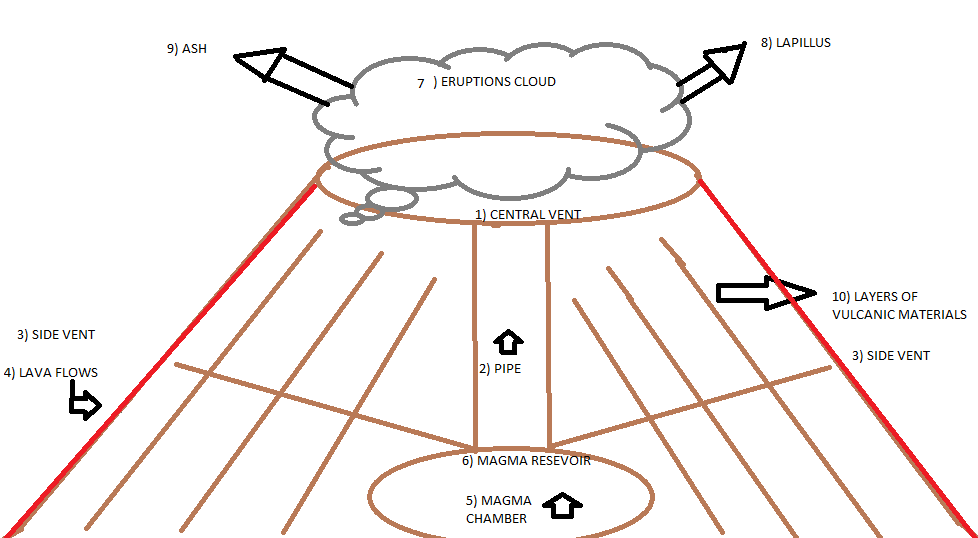 9) ASH
8) LAPILLUS
7 ) ERUPTIONS CLOUD
1) CENTRAL VENT
10) LAYERS OF
VULCANIC MATERIALS
3) SIDE VENT
3) SIDE VENT
4) LAVA FLOWS
2) PIPE
6) MAGMA RESEVOIR
5) MAGMA
CHAMBER